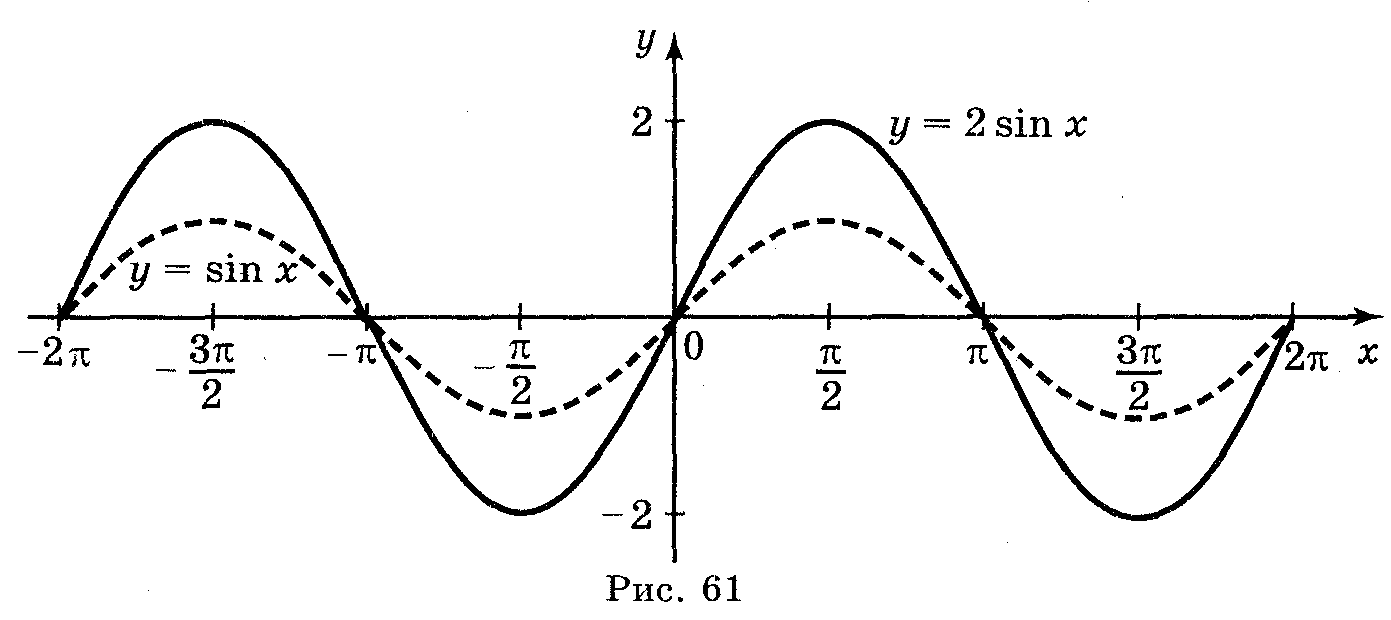 y
2
y = 2 sin x
y = sin x
−2π
− 3π/2
−π
− π/2
0
π/2
π
3π/2
2π
x
−2
Рис. 61